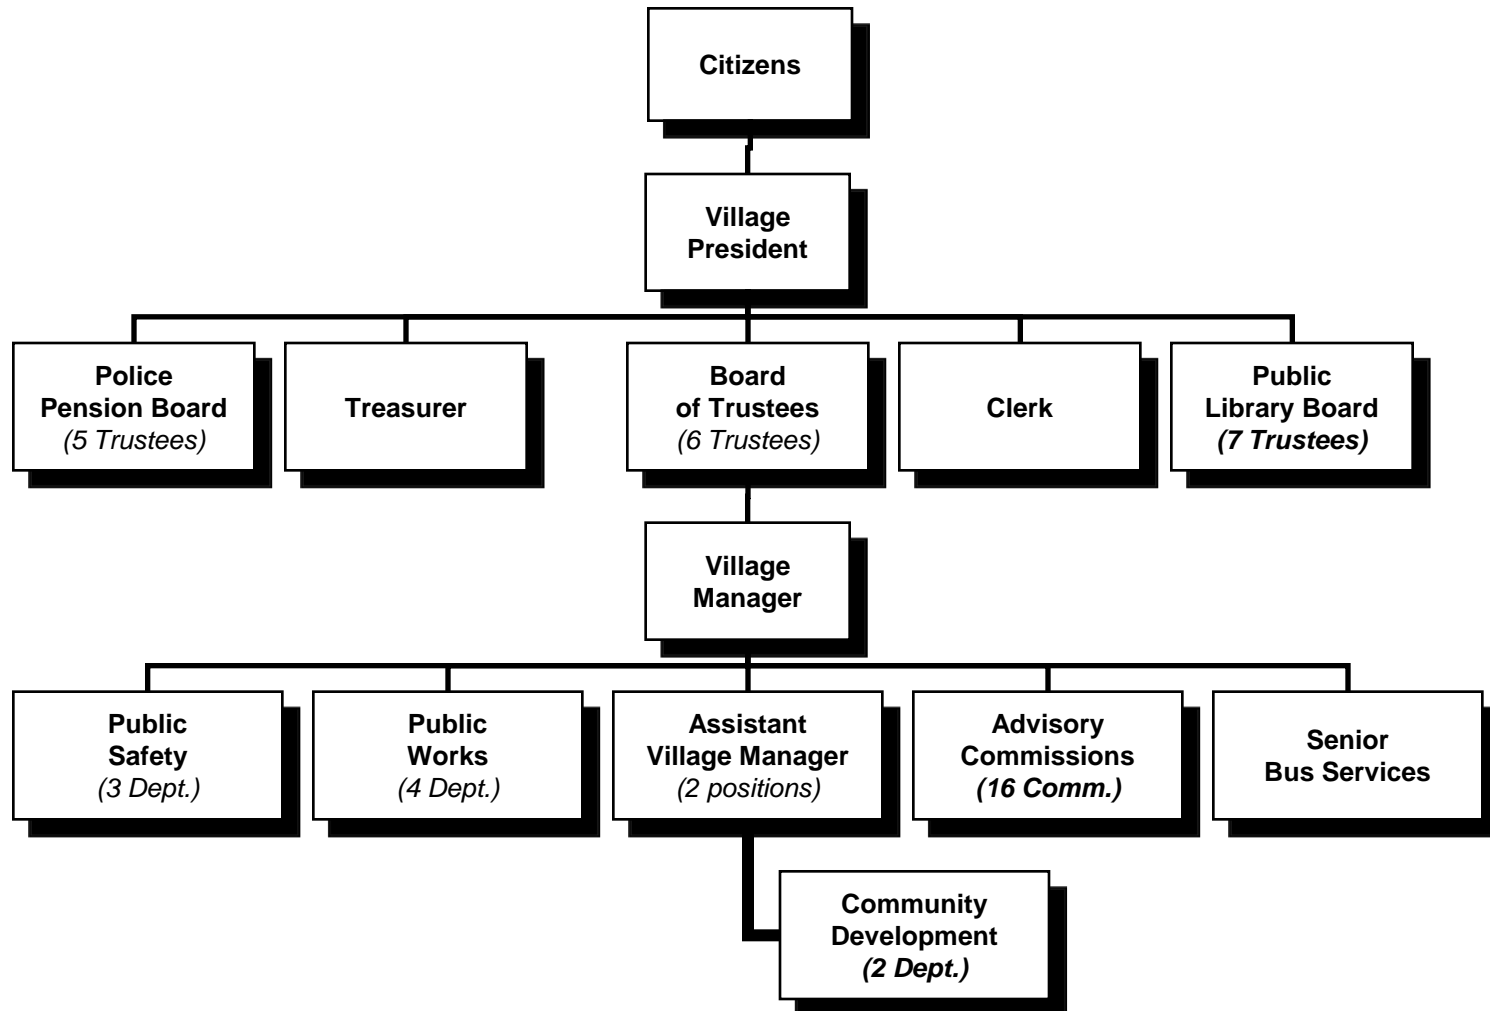 Citizens
Village
President
Police
Pension Board
(5 Trustees)
Treasurer
Board
of Trustees
(6 Trustees)
Clerk
Public
Library Board
(7 Trustees)
Village
Manager
Public
Safety
(3 Dept.)
Public
Works
(4 Dept.)
Assistant
Village Manager
(2 positions)
Advisory
Commissions
(16 Comm.)
Senior
Bus Services
Community
Development
(2 Dept.)